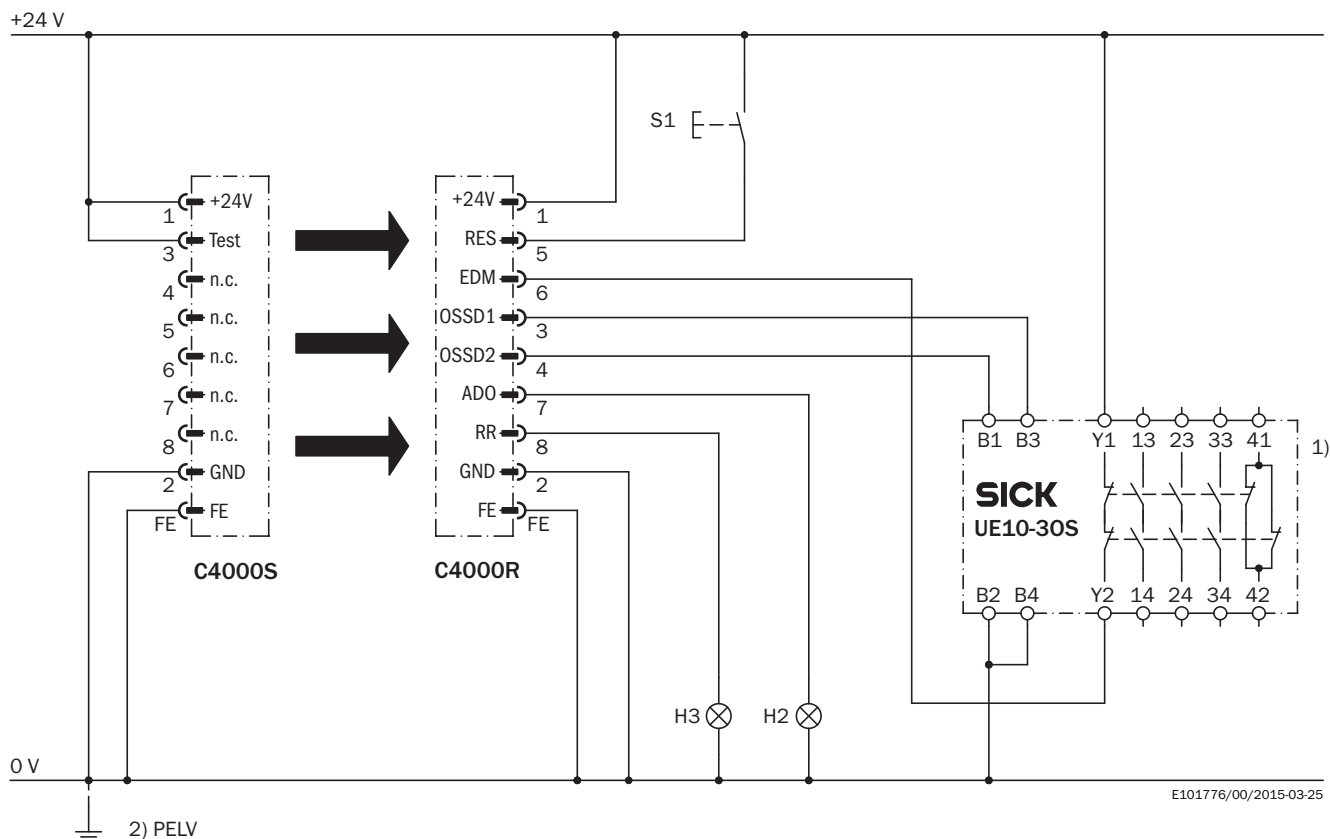 +24 V
S1
1 +24V
3 Test
4 n.c.
5 n.c.
6 n.c.
7 n.c.
8 n.c.
2 GND
FE FE
C4000S
+24V 1
RES 5
EDM 6
OSSD1 3
OSSD2 4
ADO 7
RR 8
GND 2
FE FE
C4000R
B1 B3 Y1 13 23 33 41 1)
SICK
UE10-30S
B2 B4 Y2 14 24 34 42
H3 H2
0 V
E101776/00/2015-03-25
2) PELV